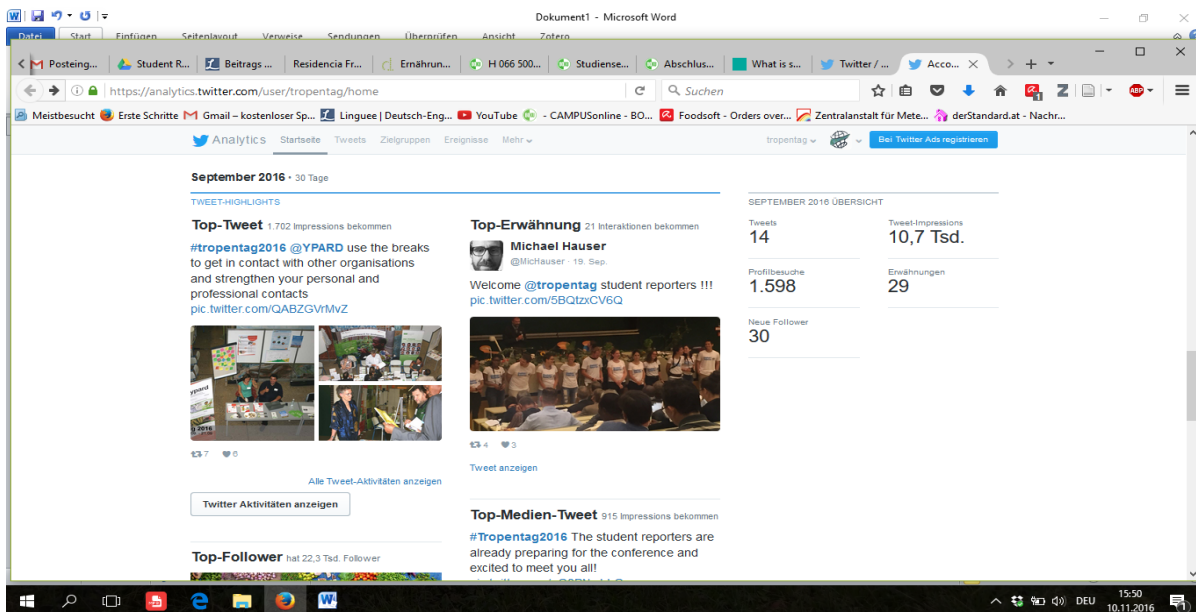 Dokument1 - Microsoft Word
Datei Start Einfügen Seitenlayout Verweise Sendungen Überprüfen Ansicht Zotero
Posteing... Student R... Beitrags ... Residencia Fr... Ernährun... H 066 500... Studiense... Abschlus... What is s... Twitter / ... Acco...
https://analytics.twitter.com/user/tropentag/home Suchen
Meistbesucht Erste Schritte Gmail – kostenloser Sp... Linguee | Deutsch-Eng... YouTube - CAMPUSonline - BO... Foodsoft - Orders over... Zentralanstalt für Mete... derStandard.at - Nachr...
Analytics Startseite Tweets Zielgruppen Ereignisse Mehr tropentag Bei Twitter Ads registrieren
September 2016 · 30 Tage
TWEET-HIGHLIGHTS
Top-Tweet 1.702 Impressions bekommen
#tropentag2016 @YPARD use the breaks
to get in contact with other organisations
and strengthen your personal and
professional contacts
pic.twitter.com/QABZGVrMvZ
7 6
Alle Tweet-Aktivitäten anzeigen
Twitter Aktivitäten anzeigen
Top-Follower hat 22,3 Tsd. Follower
Top-Erwähnung 21 Interaktionen bekommen
Michael Hauser
@MicHauser · 19. Sep.
Welcome @tropentag student reporters !!!
pic.twitter.com/5BQtzxCV6Q
4 3
Tweet anzeigen
Top-Medien-Tweet 915 Impressions bekommen
#Tropentag2016 The student reporters are
already preparing for the conference and
excited to meet you all!
SEPTEMBER 2016 ÜBERSICHT
Tweets
14
Tweet-Impressions
10,7 Tsd.
Profilbesuche
1.598
Erwähnungen
29
Neue Follower
30
DEU
15:50
10.11.2016